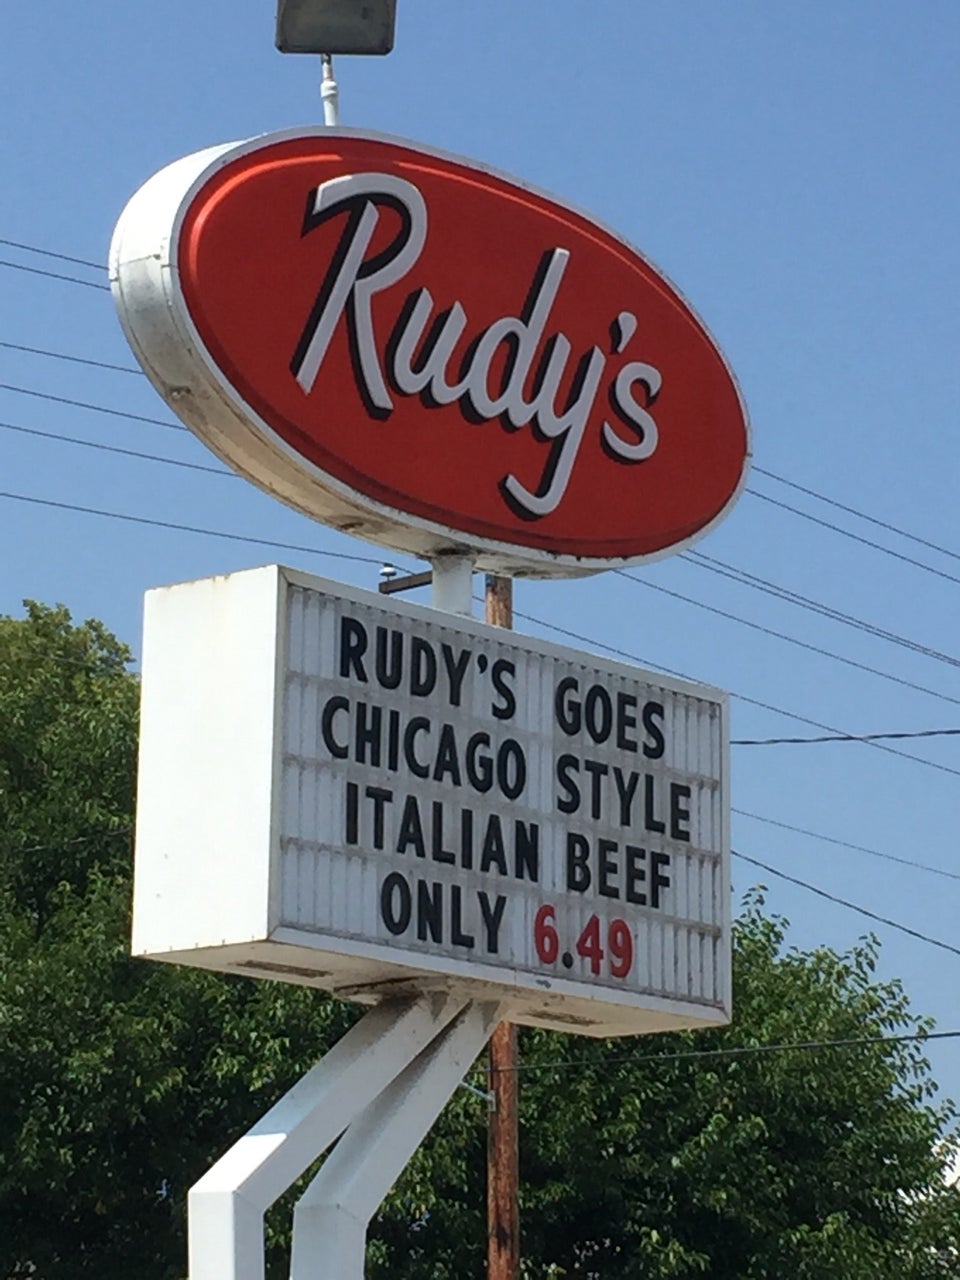 Rudy's
RUDY'S GOES
CHICAGO STYLE
ITALIAN BEEF
ONLY 6.49